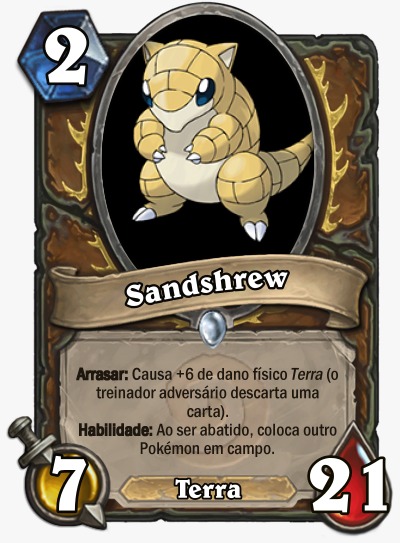 2
Sandshrew
Arrasar: Causa +6 de dano físico Terra (o
treinador adversário descarta uma
carta).
Habilidade: Ao ser abatido, coloca outro
Pokémon em campo.
7
Terra
21